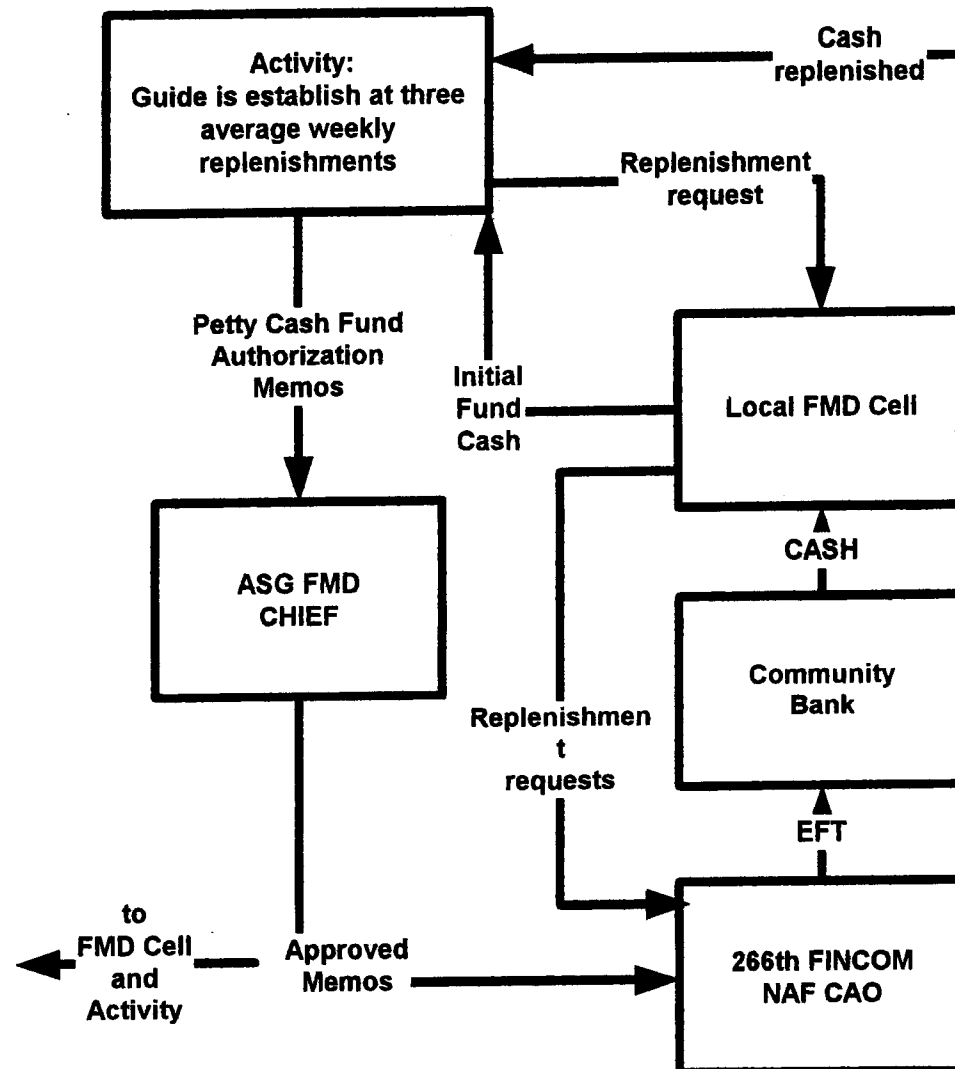 Activity:
Guide is establish at three
average weekly
replenishments
Cash
replenished
Replenishment
request
Petty Cash Fund
Authorization
Memos
Initial
Fund
Cash
Local FMD Cell
ASG FMD
CHIEF
CASH
Community
Bank
Replenishmen
t
requests
EFT
to
FMD Cell
and
Activity
Approved
Memos
266th FINCOM
NAF CAO